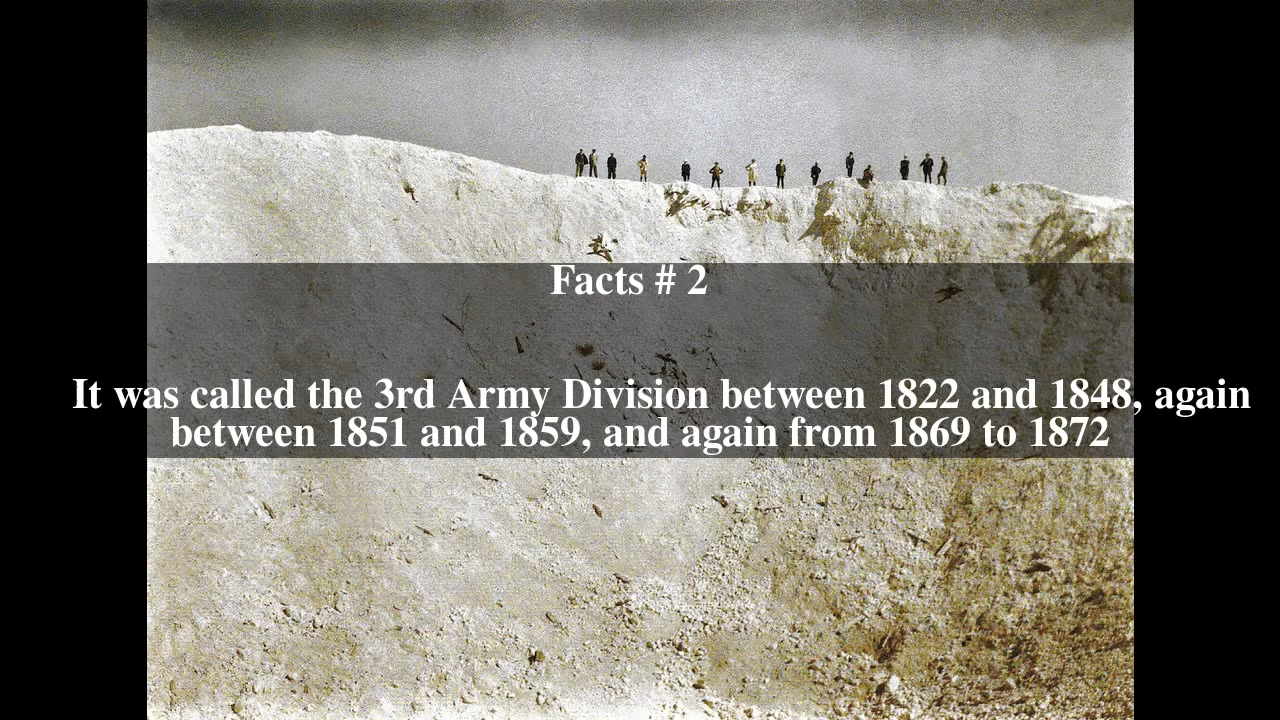 Facts # 2
It was called the 3rd Army Division between 1822 and 1848, again
between 1851 and 1859, and again from 1869 to 1872